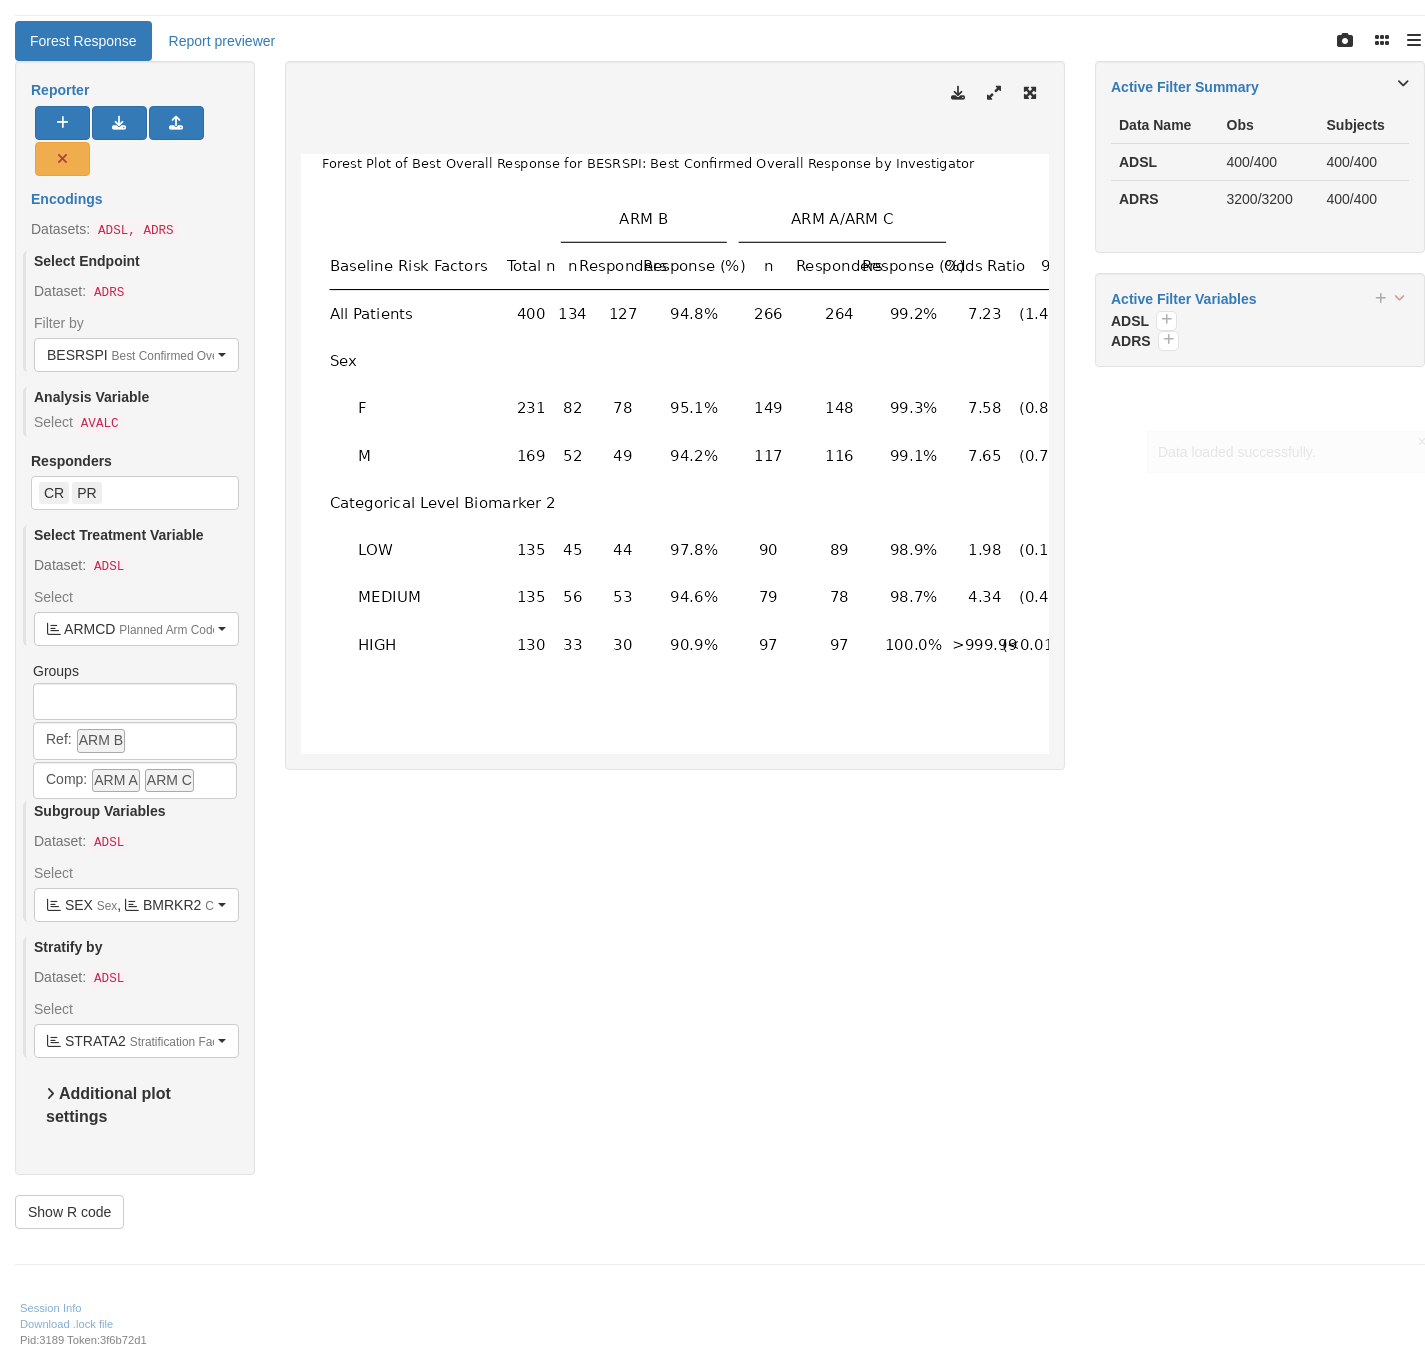 Forest Response Report previewer
Reporter
Encodings
Datasets: ADSL, ADRS
Select Endpoint
Dataset: ADRS
Filter by
BESRSPI Best Confirmed Ove
Analysis Variable
Select AVALC
Responders
CR PR
Select Treatment Variable
Dataset: ADSL
Select
ARMCD Planned Arm Code
Groups
Ref: ARM B
Comp: ARM A ARM C
Subgroup Variables
Dataset: ADSL
Select
SEX Sex, BMRKR2 C
Stratify by
Dataset: ADSL
Select
STRATA2 Stratification Fac
Additional plot
settings
Show R code
Forest Plot of Best Overall Response for BESRSPI: Best Confirmed Overall Response by Investigator
ARM B ARM A/ARM C
Baseline Risk Factors Total n n Responders Response (%) n Responders Response (%) Odds Ratio 9
All Patients 400 134 127 94.8% 266 264 99.2% 7.23 (1.4
Sex
F 231 82 78 95.1% 149 148 99.3% 7.58 (0.8
M 169 52 49 94.2% 117 116 99.1% 7.65 (0.7
Categorical Level Biomarker 2
LOW 135 45 44 97.8% 90 89 98.9% 1.98 (0.1
MEDIUM 135 56 53 94.6% 79 78 98.7% 4.34 (0.4
HIGH 130 33 30 90.9% 97 97 100.0% >999.99 (<0.01
Active Filter Summary
Data Name Obs Subjects
ADSL 400/400 400/400
ADRS 3200/3200 400/400
Active Filter Variables
ADSL
ADRS
Data loaded successfully.
Session Info
Download .lock file
Pid:3189 Token:3f6b72d1